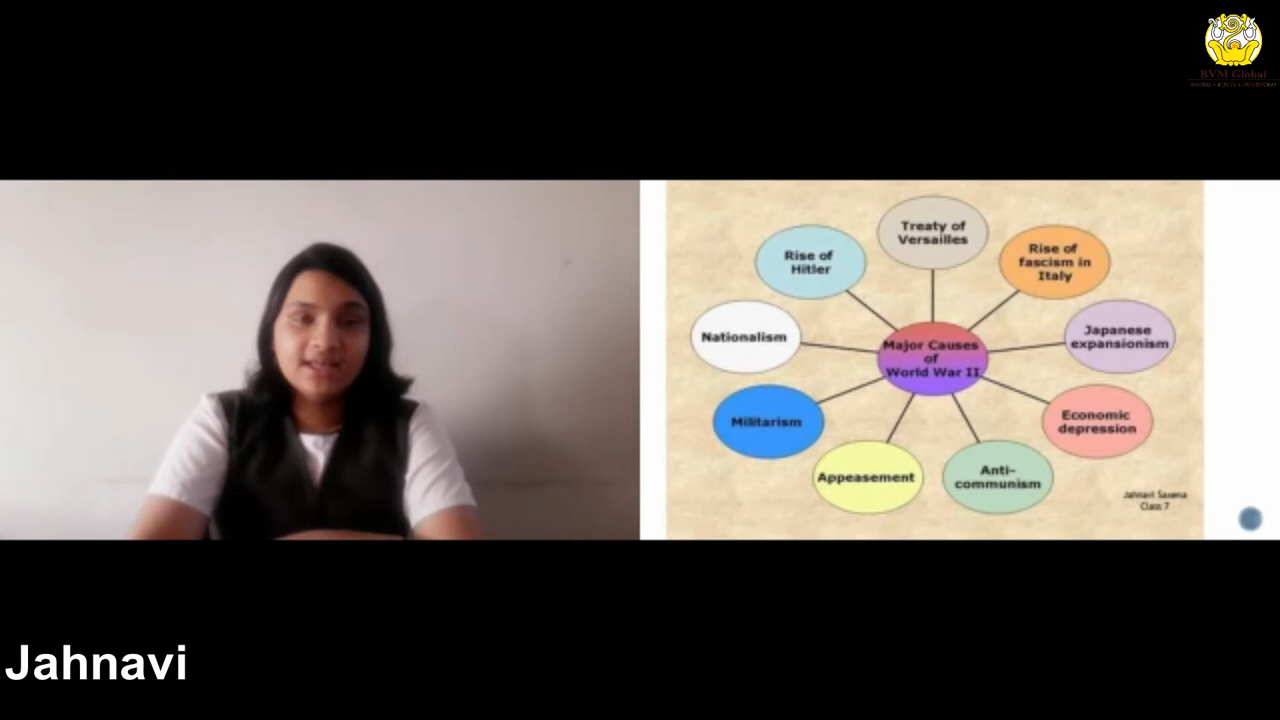 BVM Global
Treaty of
Versailles
Rise of
Hitler
Rise of
fascism in
Italy
Nationalism
Japanese
expansionism
Major Causes
of
World War II
Militarism
Economic
depression
Appeasement
Anti-
communism
Jahnavi Saxena
Class 7
Jahnavi